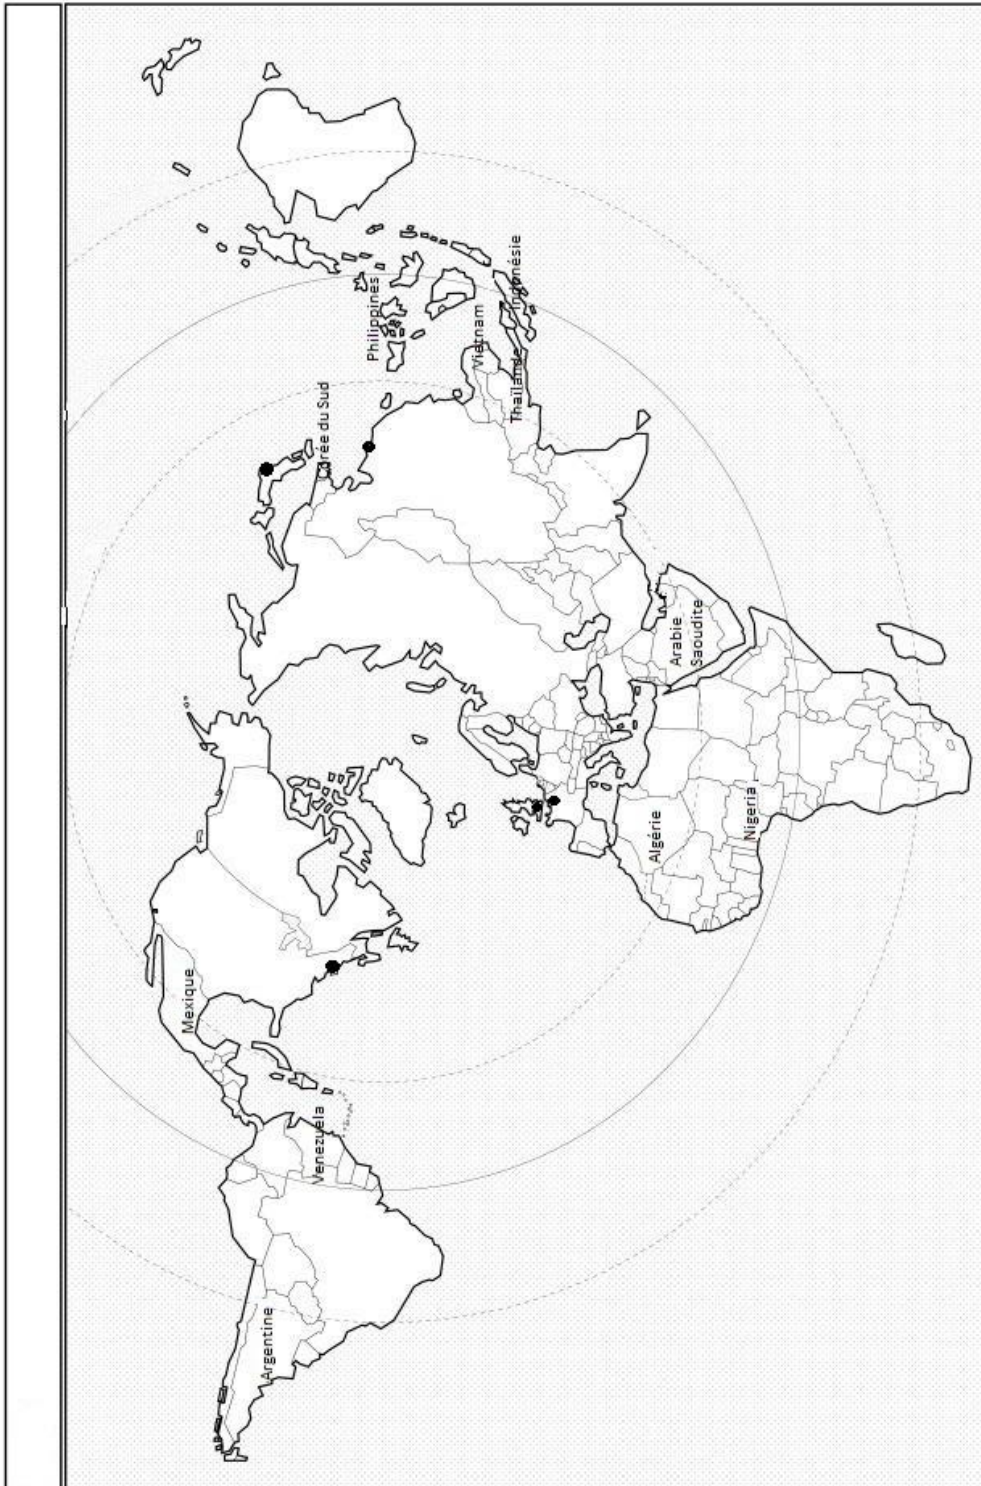 Philippines
Corée du Sud
Vietnam
Thaïlande
Indonésie
Arabie
Saoudite
Mexique
Algérie
Nigeria
Venezuela
Argentine